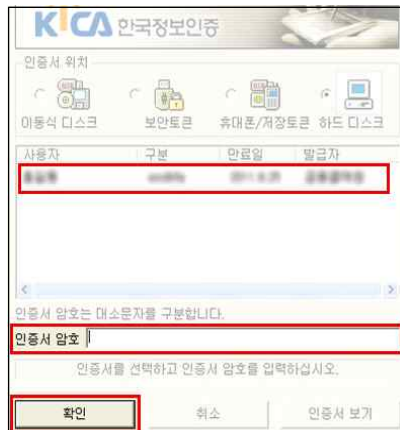 KICA 한국정보인증
인증서 위치
이동식 디스크 보안토큰 휴대폰/저장토큰 하드 디스크
사용자 구분 만료일 발급자
인증서 암호는 대소문자를 구분합니다.
인증서 암호
인증서를 선택하고 인증서 암호를 입력하십시오.
확인 취소 인증서 보기